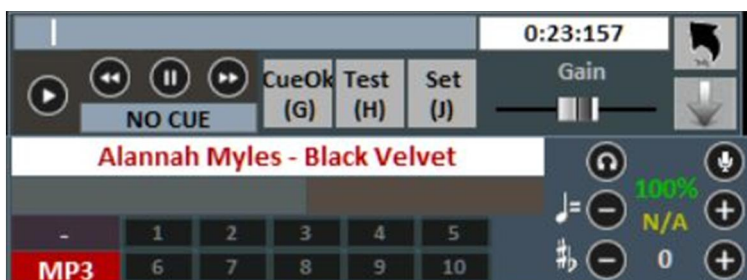 0:23:157
CueOk Test Set Gain
(G) (H) (J)
NO CUE
Alannah Myles - Black Velvet
100%
N/A
- 1 2 3 4 5
MP3 6 7 8 9 10 0